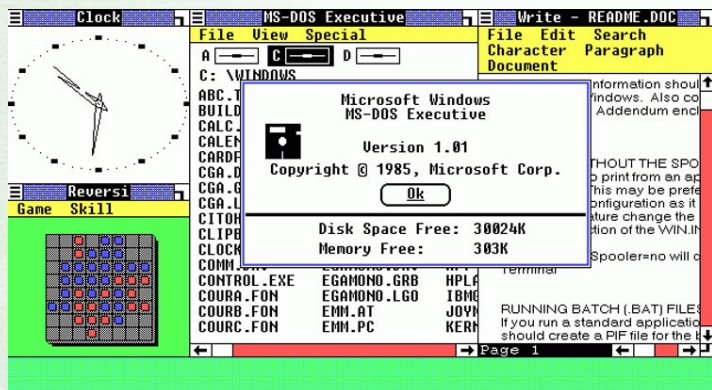 Clock
Reversi
Game Skill
MS-DOS Executive
File View Special
A C D
C: \WINDOWS
ABC.T
BUILD
CALC.
CALEN
CARDF
CGA.D
CGA.G
CGA.L
CITOH
CLIPB
CLOCK
COMM.
CONTROL.EXE EGAMONO.GRB HPLA
COURA.FON EGAMONO.LGO IBMG
COURB.FON EMM.AT JOYM
COURC.FON EMM.PC KERN
Microsoft Windows
MS-DOS Executive
Version 1.01
Copyright © 1985, Microsoft Corp.
Ok
Disk Space Free: 30024K
Memory Free: 303K
Write - README.DOC
File Edit Search
Character Paragraph
Document
nformation shoul
indows. Also co
Addendum encl
THOUT THE SPO
o print from an ap
his may be prefe
onfiguration as it
ature change the
tion of the WIN.IN
Spooler=no will c
Terminal
RUNNING BATCH (.BAT) FILES
If you run a standard applicatio
should create a PIF file for the b
Page 1